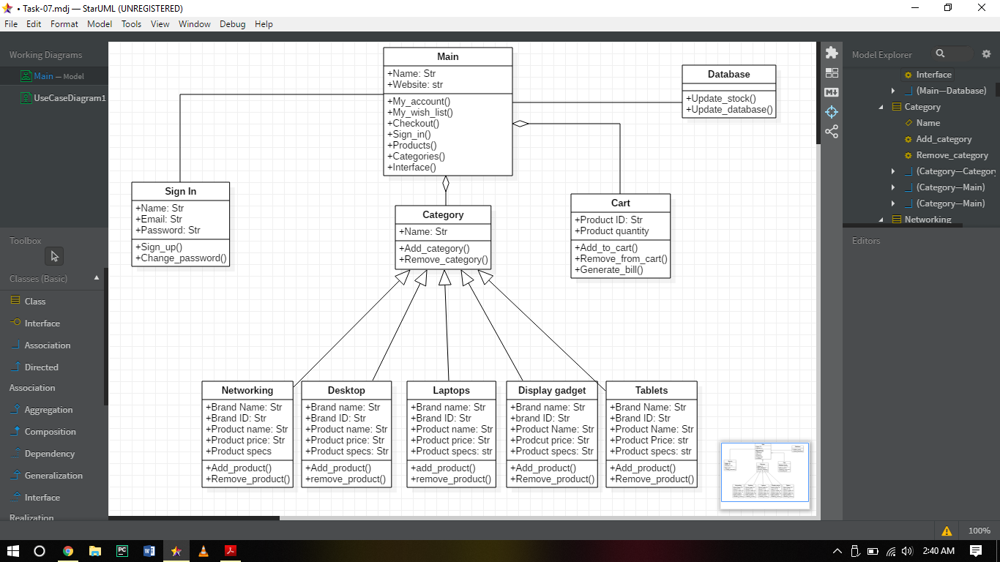 • Task-07.mdj — StarUML (UNREGISTERED)
File Edit Format Model Tools View Window Debug Help
Working Diagrams
Main — Model
UseCaseDiagram1
Toolbox
Classes (Basic)
Class
Interface
Association
Directed
Association
Aggregation
Composition
Dependency
Generalization
Interface
Realization
Main
+Name: Str
+Website: str
+My_account()
+My_wish_list()
+Checkout()
+Sign_in()
+Products()
+Categories()
+Interface()
Database
+Update_stock()
+Update_database()
Sign In
+Name: Str
+Email: Str
+Password: Str
+Sign_up()
+Change_password()
Category
+Name: Str
+Add_category()
+Remove_category()
Cart
+Product ID: Str
+Product quantity
+Add_to_cart()
+Remove_from_cart()
+Generate_bill()
Networking
+Brand Name: Str
+Brand ID: Str
+Product name: Str
+Product price: Str
+Product specs
+Add_product()
+Remove_product()
Desktop
+Brand name: Str
+Brand ID: Str
+Product name: Str
+Product price: Str
+Product specs: Str
+Add_product()
+remove_product()
Laptops
+Brand name: Str
+Brand ID: Str
+Product name: Str
+Product price: Str
+Product specs: str
+add_product()
+remove_product()
Display gadget
+Brand name: Str
+brand ID: Str
+Product Name: Str
+Prodcut price: Str
+Product specs: str
+Add_product()
+Remove_product()
Tablets
+Brand Name: Str
+Brand ID: Str
+Product Name: Str
+Product Price: str
+Product specs: str
+Add_product()
+Remove_product()
Model Explorer
Interface
(Main—Database)
Category
Name
Add_category
Remove_category
(Category—Categor
(Category—Main)
(Category—Main)
Networking
Editors
100%
2:40 AM